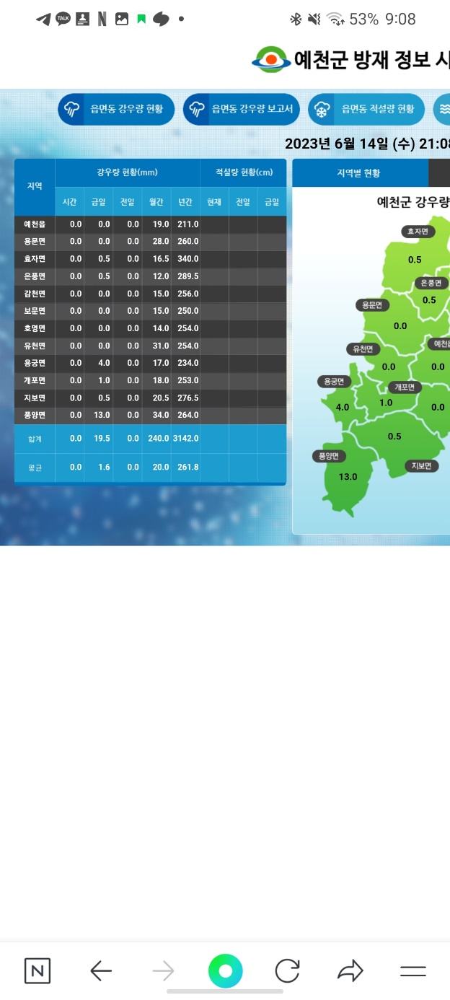 TALK N 53% 9:08
예천군 방재 정보 시
읍면동 강우량 현황 읍면동 강우량 보고서 읍면동 적설량 현황
2023년 6월 14일 (수) 21:08
지역 강우량 현황(mm) 적설량 현황(cm)
시간 금일 전일 월간 년간 현재 전일 금일
예천읍 0.0 0.0 0.0 19.0 211.0
용문면 0.0 0.0 0.0 28.0 260.0
효자면 0.0 0.5 0.0 16.5 340.0
은풍면 0.0 0.5 0.0 12.0 289.5
감천면 0.0 0.0 0.0 15.0 256.0
보문면 0.0 0.0 0.0 15.0 250.0
호명면 0.0 0.0 0.0 14.0 254.0
유천면 0.0 0.0 0.0 31.0 254.0
용궁면 0.0 4.0 0.0 17.0 234.0
개포면 0.0 1.0 0.0 18.0 253.0
지보면 0.0 0.5 0.0 20.5 276.5
풍양면 0.0 13.0 0.0 34.0 264.0
합계 0.0 19.5 0.0 240.0 3142.0
평균 0.0 1.6 0.0 20.0 261.8
지역별 현황
예천군 강우량
효자면
0.5
은풍면
0.5
용문면
0.0
유천면 예천읍
0.0 0.0
용궁면 개포면
4.0 1.0 0.0
0.5
풍양면 지보면
13.0
N